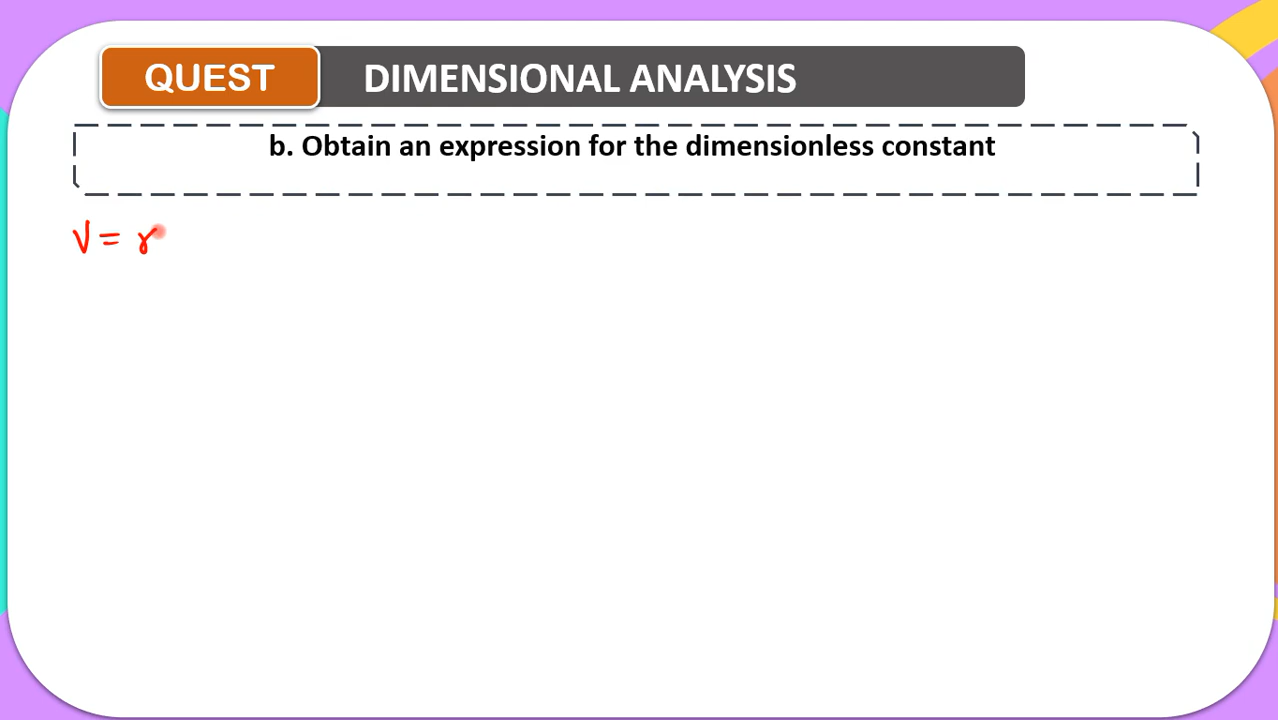 QUEST
DIMENSIONAL ANALYSIS
b. Obtain an expression for the dimensionless constant
V = γ